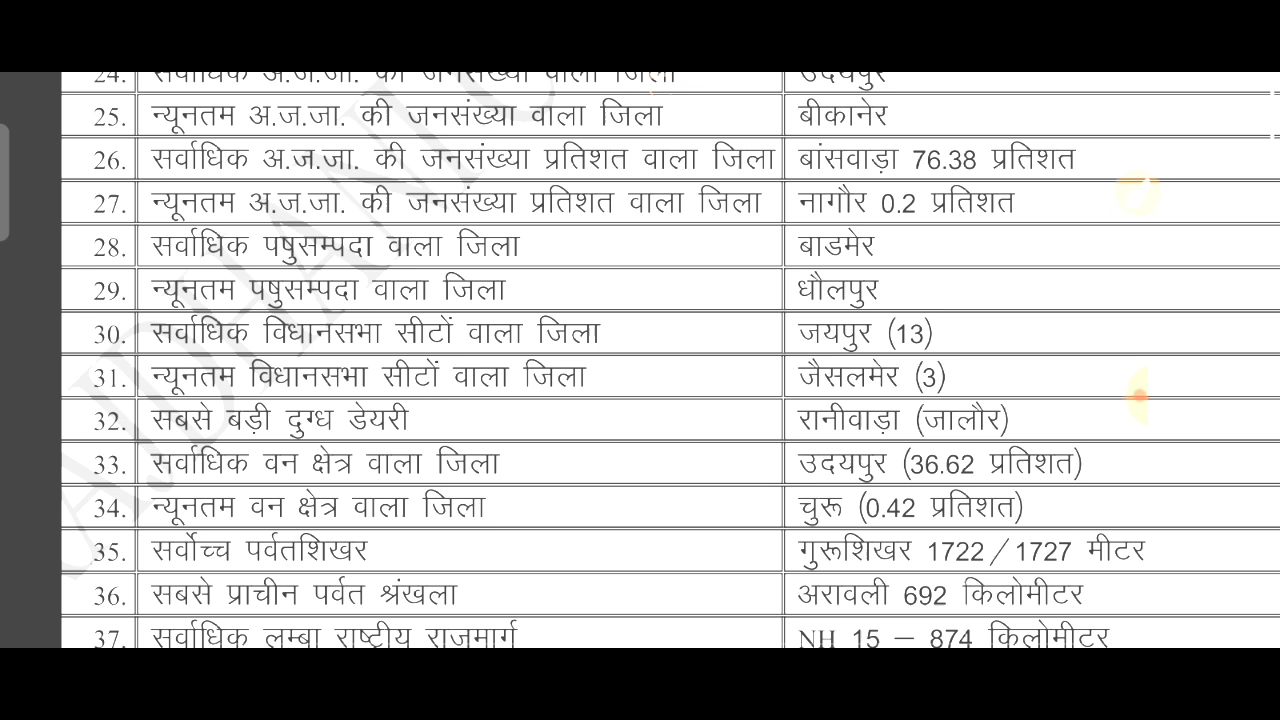 24. सर्वाधिक अ.ज.जा. की जनसंख्या वाला जिला उदयपुर
25. न्यूनतम अ.ज.जा. की जनसंख्या वाला जिला बीकानेर
26. सर्वाधिक अ.ज.जा. की जनसंख्या प्रतिशत वाला जिला बांसवाड़ा 76.38 प्रतिशत
27. न्यूनतम अ.ज.जा. की जनसंख्या प्रतिशत वाला जिला नागौर 0.2 प्रतिशत
28. सर्वाधिक पषुसम्पदा वाला जिला बाडमेर
29. न्यूनतम पषुसम्पदा वाला जिला धौलपुर
30. सर्वाधिक विधानसभा सीटों वाला जिला जयपुर (13)
31. न्यूनतम विधानसभा सीटों वाला जिला जैसलमेर (3)
32. सबसे बड़ी दुग्ध डेयरी रानीवाड़ा (जालौर)
33. सर्वाधिक वन क्षेत्र वाला जिला उदयपुर (36.62 प्रतिशत)
34. न्यूनतम वन क्षेत्र वाला जिला चुरू (0.42 प्रतिशत)
35. सर्वोच्च पर्वतशिखर गुरूशिखर 1722/1727 मीटर
36. सबसे प्राचीन पर्वत श्रंखला अरावली 692 किलोमीटर
37. सर्वाधिक लम्बा राष्ट्रीय राजमार्ग NH 15 – 874 किलोमीटर